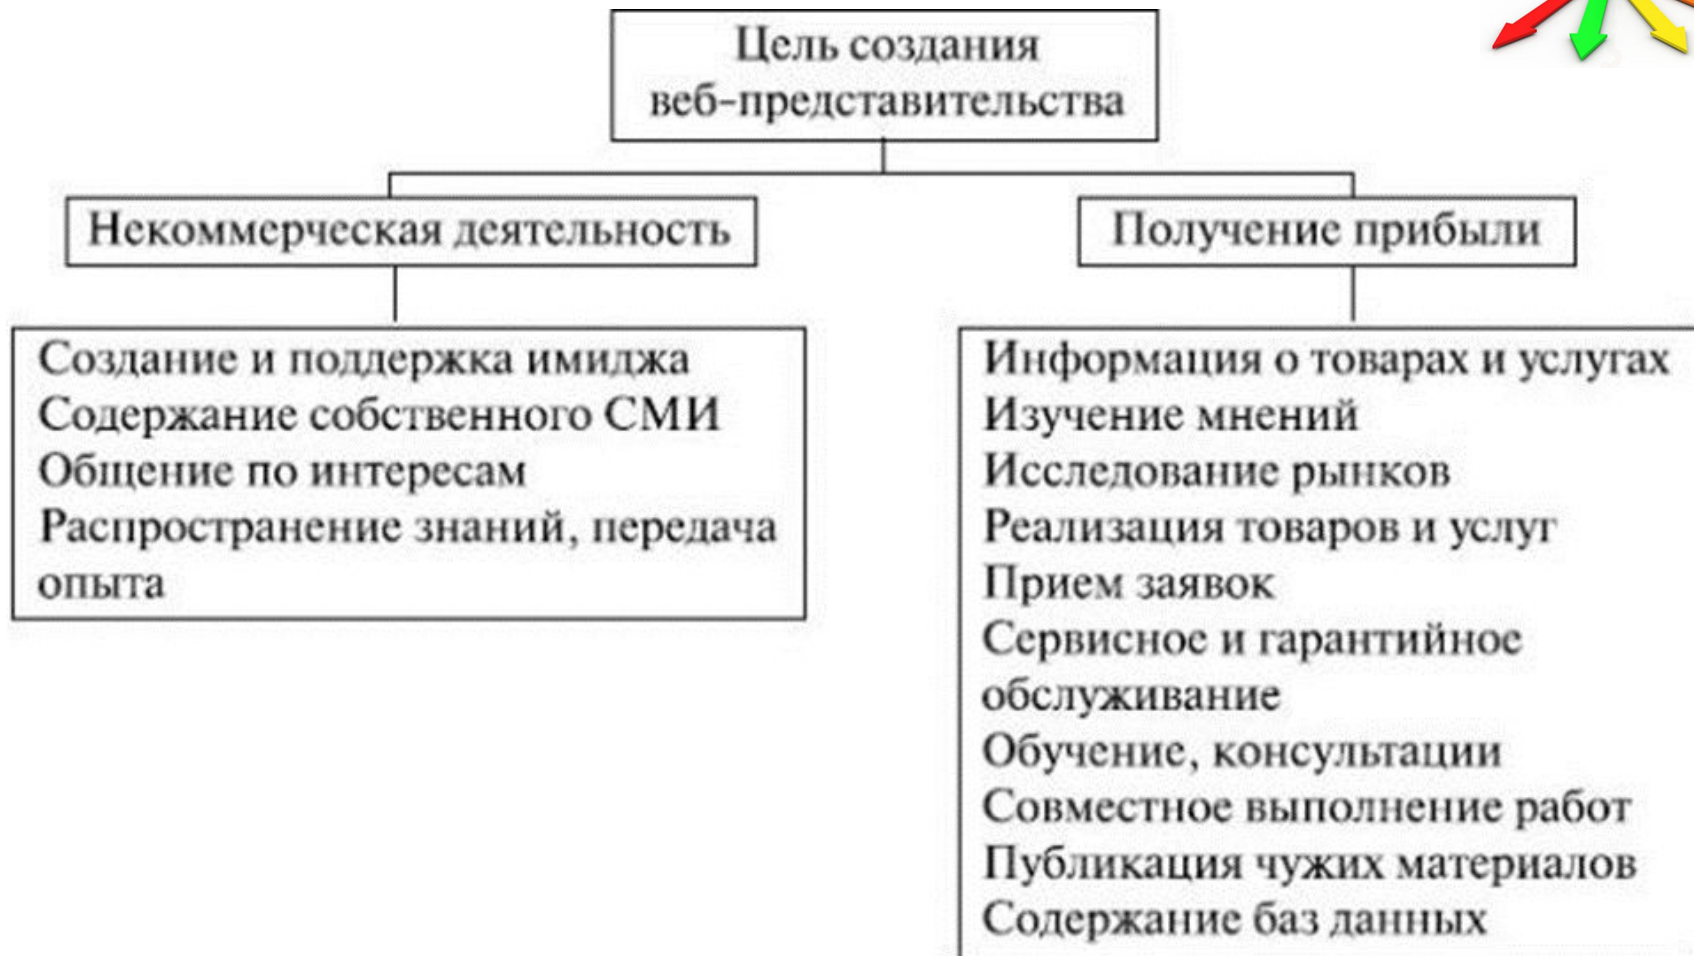 Цель создания
веб-представительства
Некоммерческая деятельность
Получение прибыли
Создание и поддержка имиджа
Содержание собственного СМИ
Общение по интересам
Распространение знаний, передача
опыта
Информация о товарах и услугах
Изучение мнений
Исследование рынков
Реализация товаров и услуг
Прием заявок
Сервисное и гарантийное
обслуживание
Обучение, консультации
Совместное выполнение работ
Публикация чужих материалов
Содержание баз данных